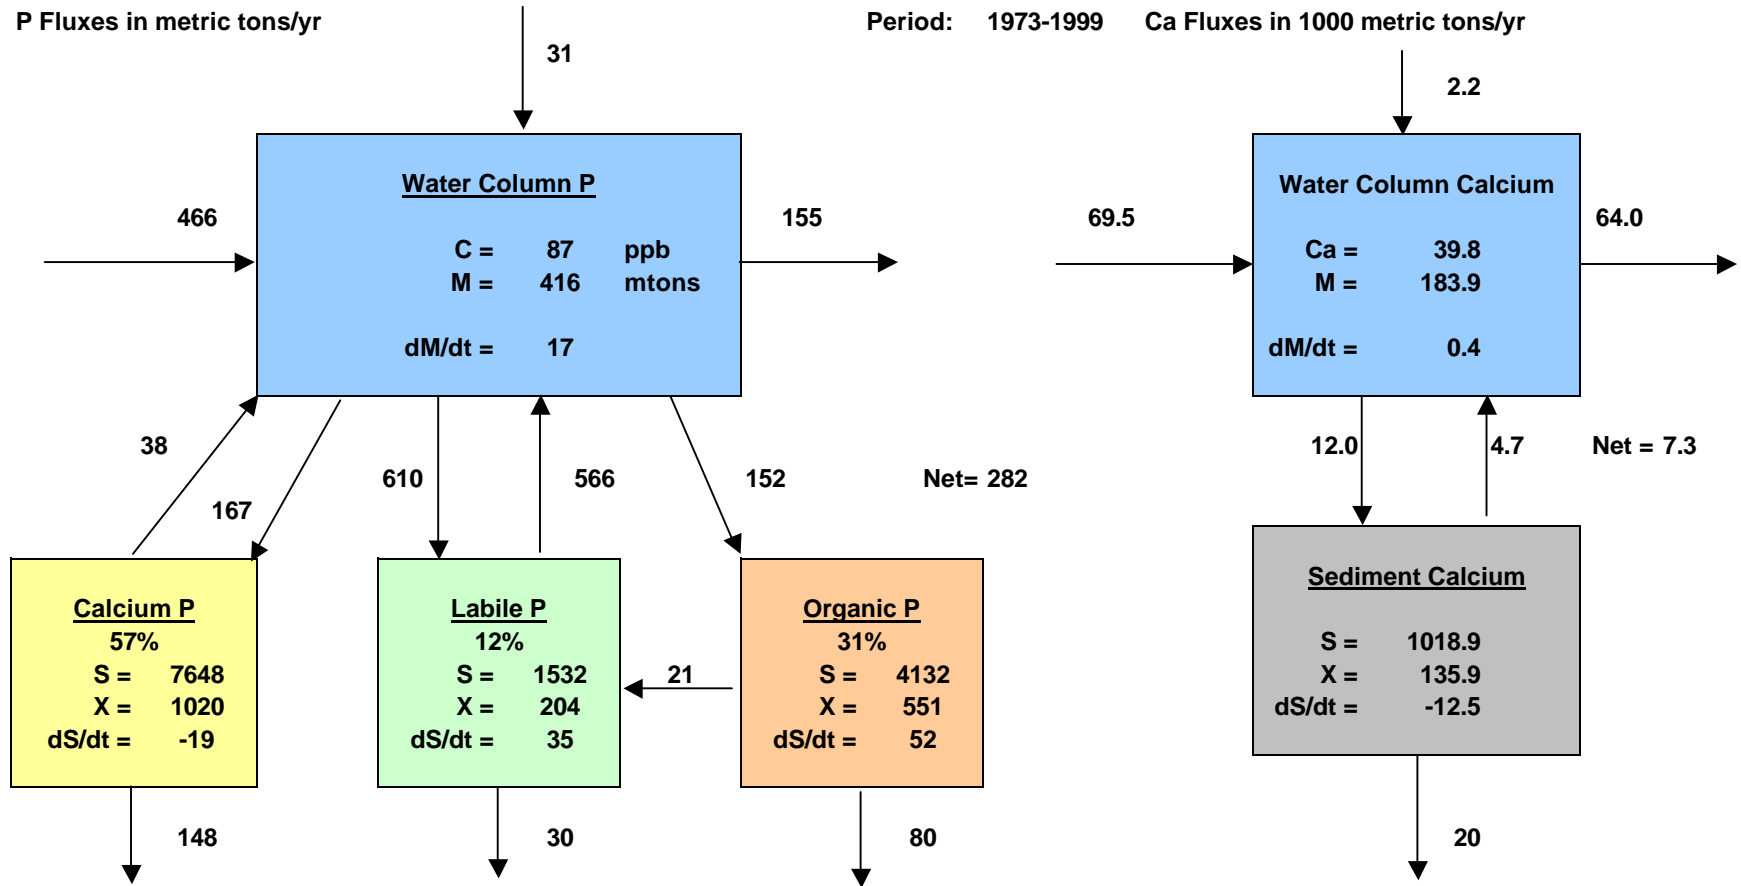 P Fluxes in metric tons/yr
Period: 1973-1999 Ca Fluxes in 1000 metric tons/yr
31
2.2
Water Column P
C = 87 ppb
M = 416 mtons
dM/dt = 17
466
155
Water Column Calcium
Ca = 39.8
M = 183.9
dM/dt = 0.4
69.5
64.0
38
167
610
566
152
Net= 282
12.0
4.7
Net = 7.3
Calcium P
57%
S = 7648
X = 1020
dS/dt = -19
Labile P
12%
S = 1532
X = 204
dS/dt = 35
21
Organic P
31%
S = 4132
X = 551
dS/dt = 52
Sediment Calcium
S = 1018.9
X = 135.9
dS/dt = -12.5
148
30
80
20